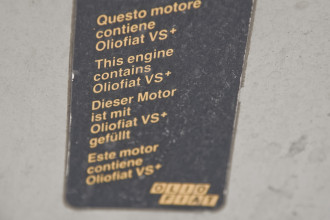 Questo motore
contiene
Oliofiat VS+
This engine
contains
Oliofiat VS+
Dieser Motor
ist mit
Oliofiat VS+
gefüllt
Este motor
contiene
Oliofiat VS+
OLIO
FIAT